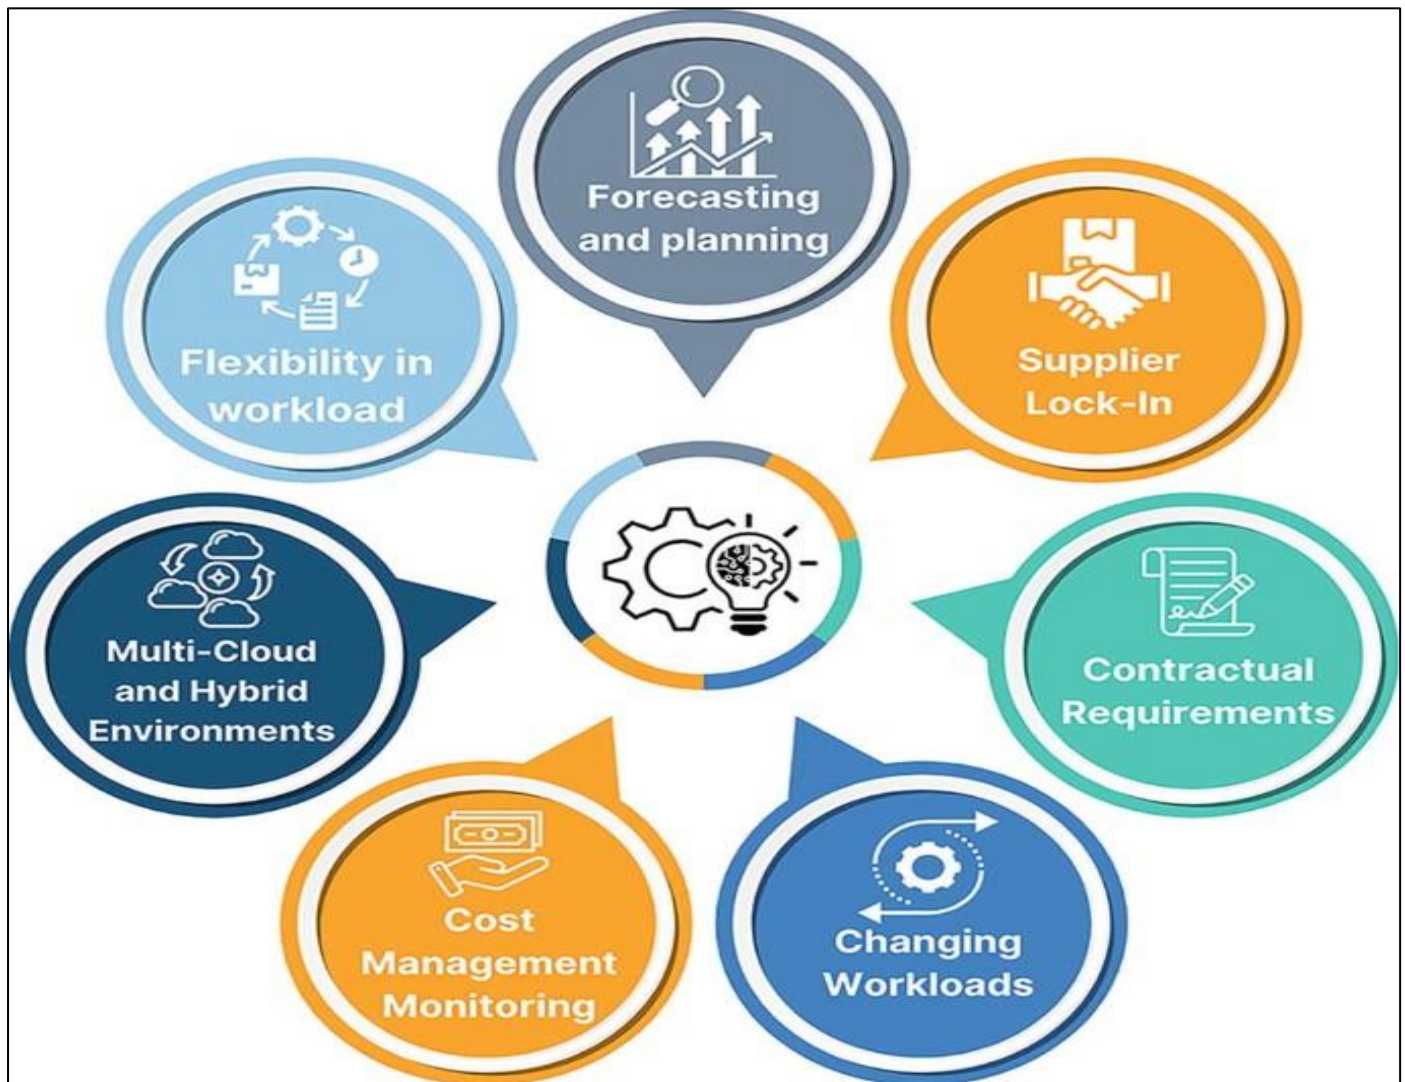 Forecasting
and planning
Supplier
Lock-In
Contractual
Requirements
Changing
Workloads
Cost
Management
Monitoring
Multi-Cloud
and Hybrid
Environments
Flexibility in
workload